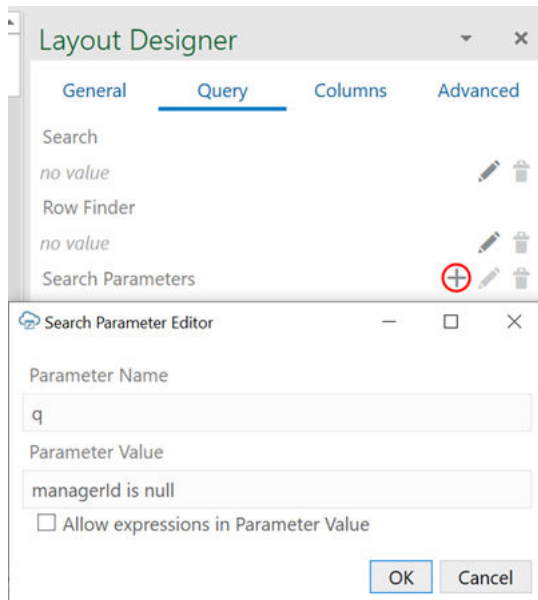 Layout Designer
General Query Columns Advanced
Search
no value
Row Finder
no value
Search Parameters
Search Parameter Editor
Parameter Name
q
Parameter Value
managerId is null
Allow expressions in Parameter Value
OK Cancel